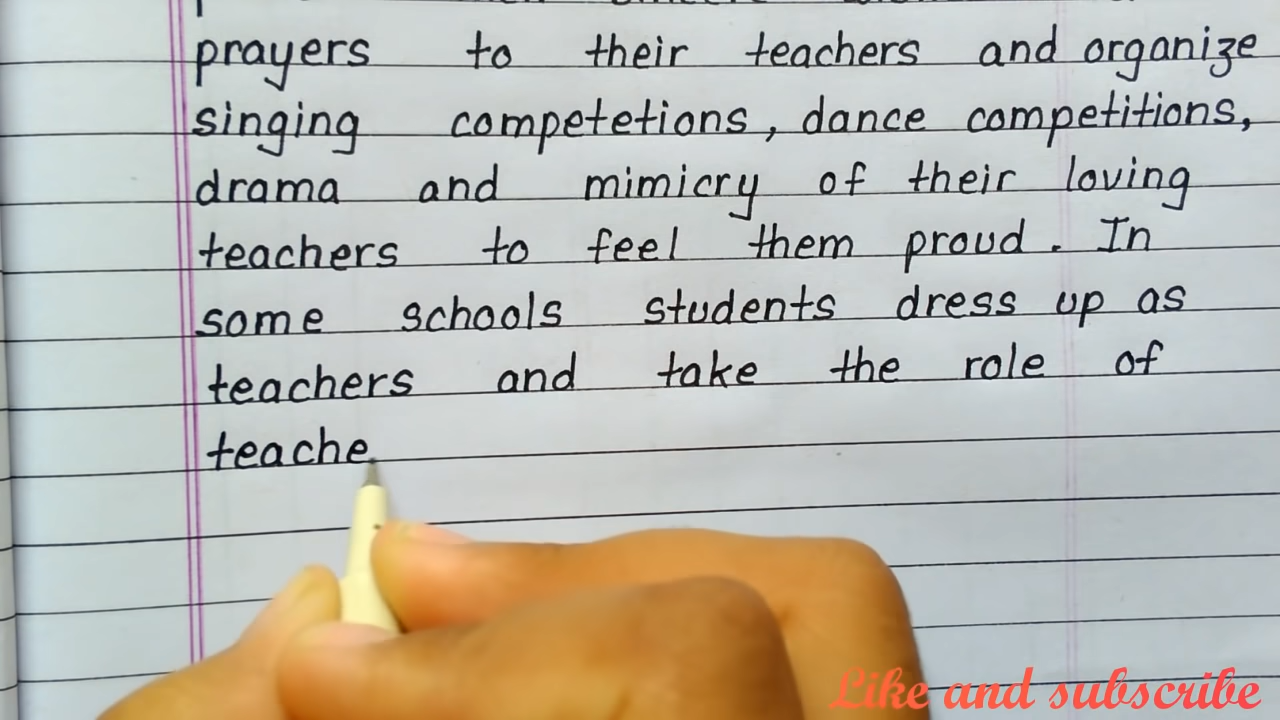 prayers to their teachers and organize
singing competetions, dance competitions,
drama and mimicry of their loving
teachers to feel them proud. In
some schools students dress up as
teachers and take the role of
teache
Like and subscribe